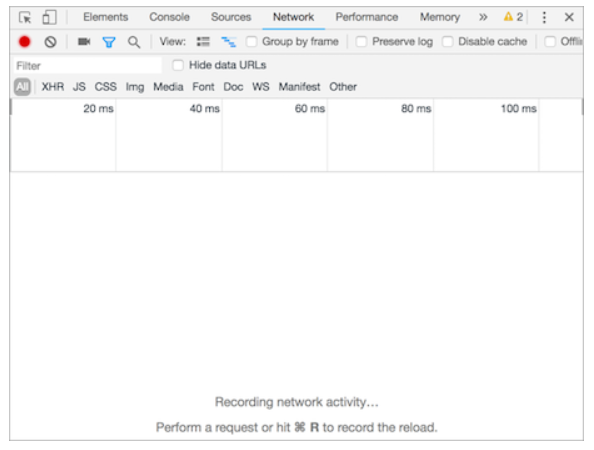 Elements Console Sources Network Performance Memory » 2
View: Group by frame Preserve log Disable cache
Filter Hide data URLs
All XHR JS CSS Img Media Font Doc WS Manifest Other
20 ms 40 ms 60 ms 80 ms 100 ms
Recording network activity...
Perform a request or hit ⌘ R to record the reload.